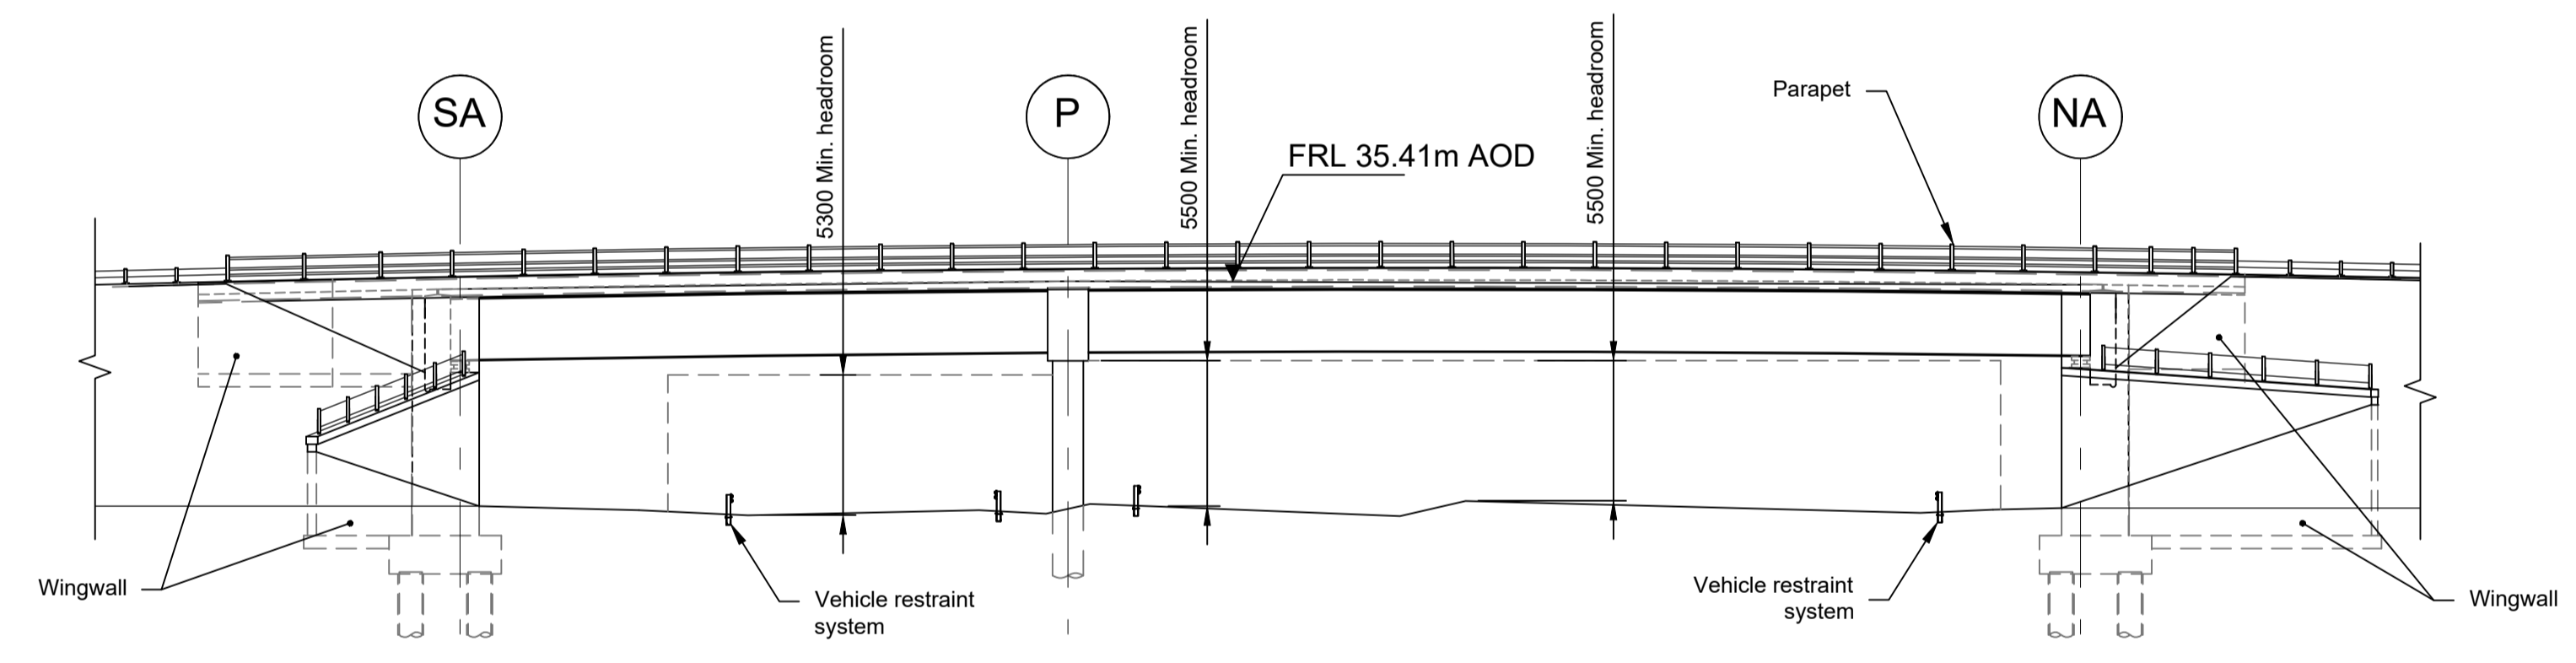 SA
5300 Min. headroom
P
5500 Min. headroom
FRL 35.41m AOD
5500 Min. headroom
Parapet
NA
Wingwall
Vehicle restraint
system
Vehicle restraint
system
Wingwall